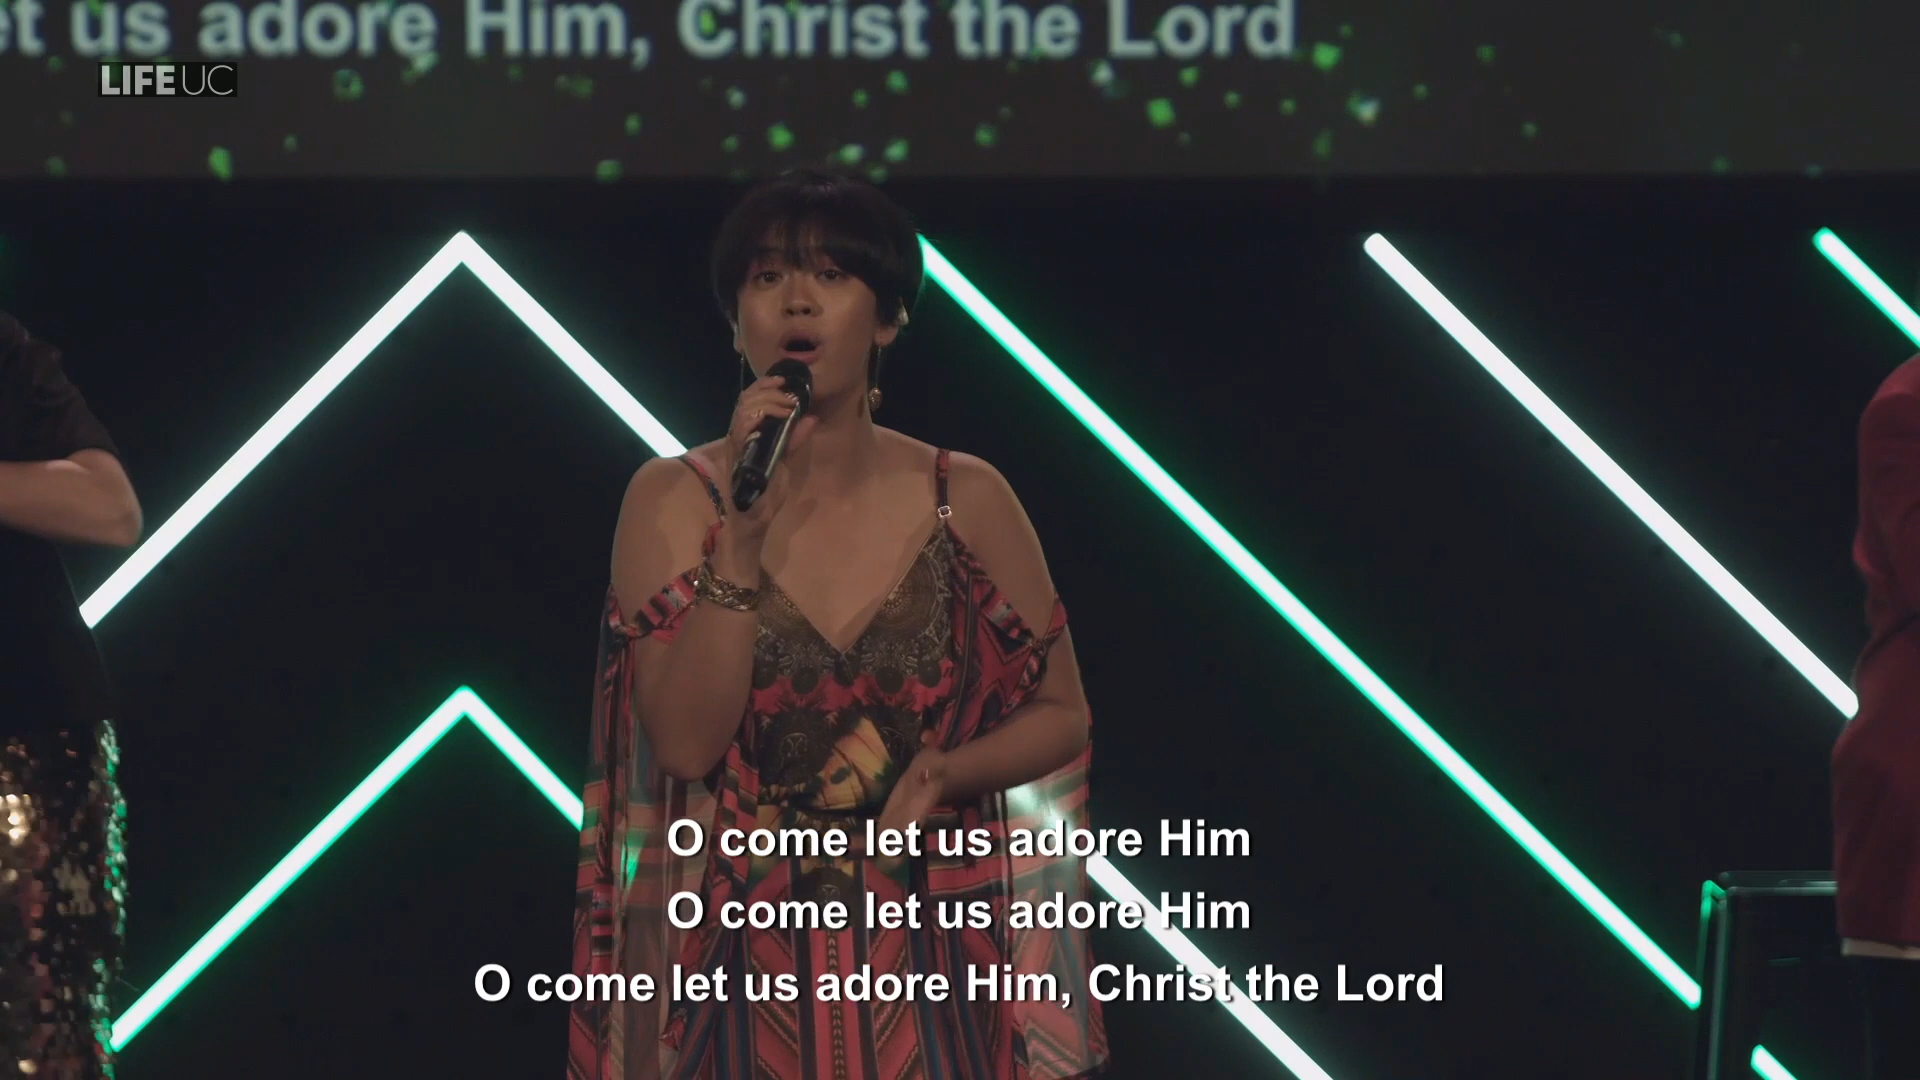 et us adore Him, Christ the Lord
LIFE UC
O come let us adore Him
O come let us adore Him
O come let us adore Him, Christ the Lord